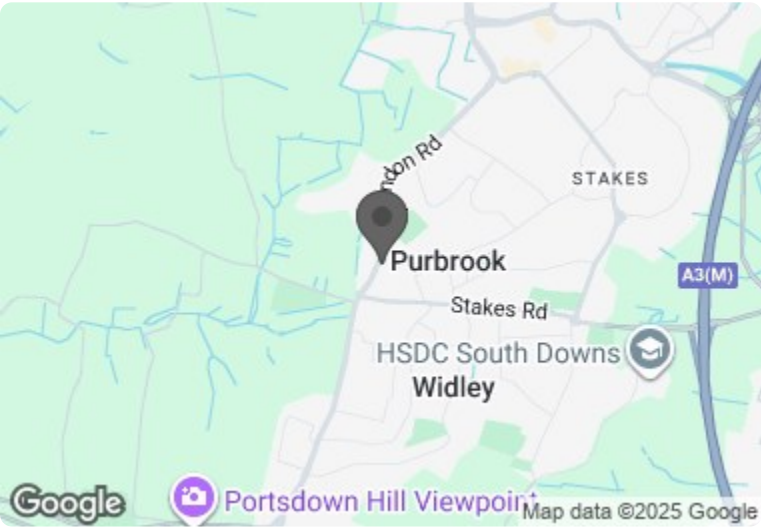 ndon Rd
STAKES
Purbrook
A3(M)
Stakes Rd
HSDC South Downs
Widley
Portsdown Hill Viewpoint
Google
Map data ©2025 Google